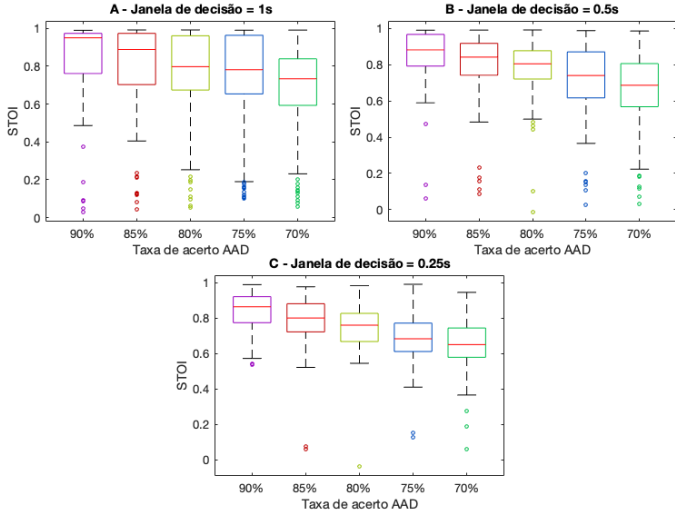 A - Janela de decisão = 1s
STOI
1
0.8
0.6
0.4
0.2
0
90% 85% 80% 75% 70%
Taxa de acerto AAD
B - Janela de decisão = 0.5s
STOI
1
0.8
0.6
0.4
0.2
0
90% 85% 80% 75% 70%
Taxa de acerto AAD
C - Janela de decisão = 0.25s
STOI
1
0.8
0.6
0.4
0.2
0
90% 85% 80% 75% 70%
Taxa de acerto AAD